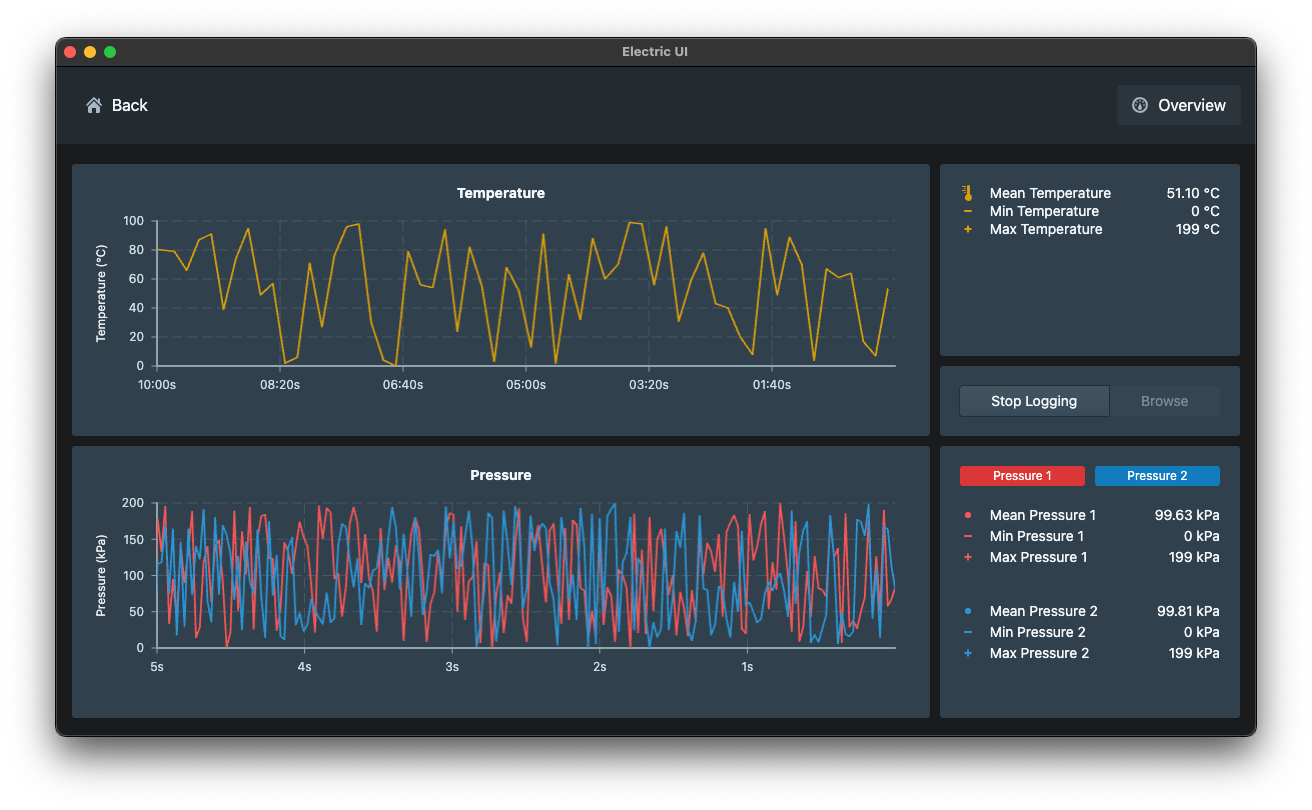 Electric UI
Back
Overview
Temperature
Temperature (°C)
100
80
60
40
20
0
10:00s 08:20s 06:40s 05:00s 03:20s 01:40s
Mean Temperature 51.10 °C
Min Temperature 0 °C
Max Temperature 199 °C
Stop Logging Browse
Pressure
Pressure (kPa)
200
150
100
50
0
5s 4s 3s 2s 1s
Pressure 1 Pressure 2
Mean Pressure 1 99.63 kPa
Min Pressure 1 0 kPa
Max Pressure 1 199 kPa
Mean Pressure 2 99.81 kPa
Min Pressure 2 0 kPa
Max Pressure 2 199 kPa